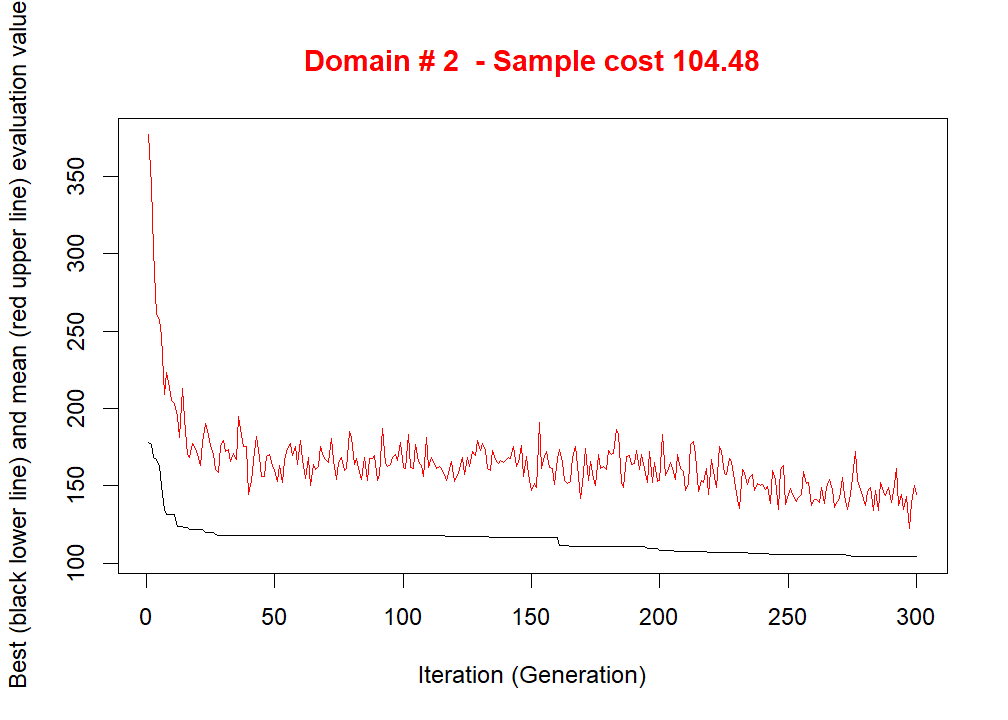 Domain # 2  - Sample cost 104.48
Best (black lower line) and mean (red upper line) evaluation value
350
300
250
200
150
100
0 50 100 150 200 250 300
Iteration (Generation)